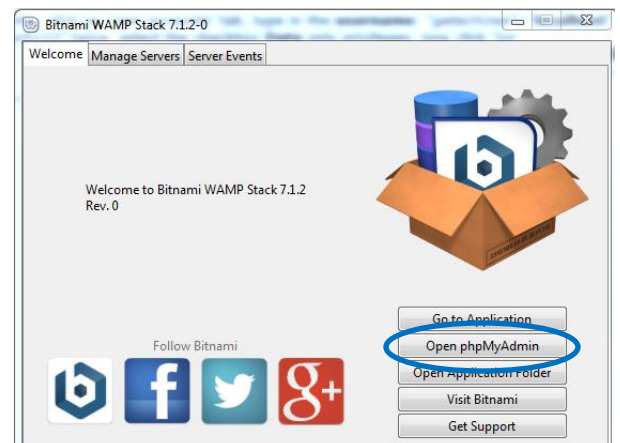 Bitnami WAMP Stack 7.1.2-0
Welcome Manage Servers Server Events
Welcome to Bitnami WAMP Stack 7.1.2
Rev. 0
Go to Application
Open phpMyAdmin
Open Application Folder
Visit Bitnami
Get Support
Follow Bitnami